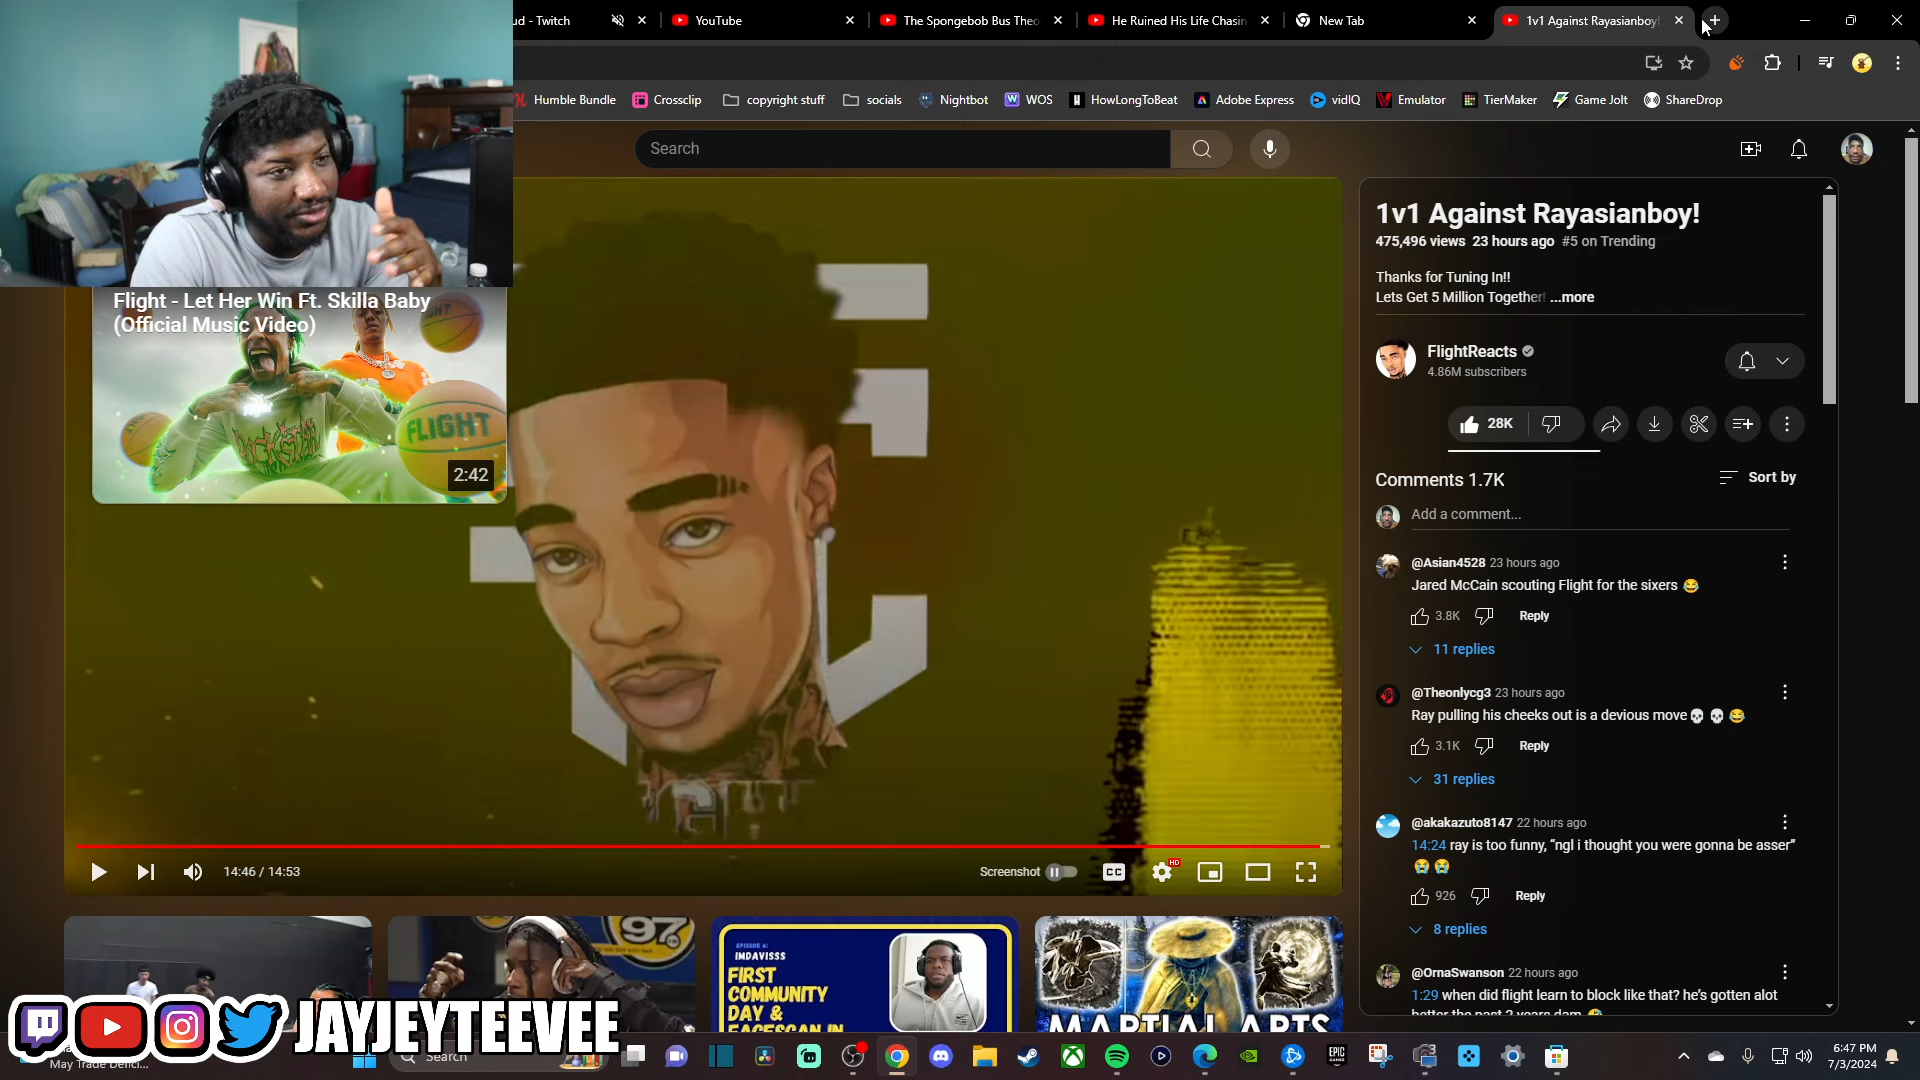 ud - Twitch
YouTube
The Spongebob Bus Theo
He Ruined His Life Chasin
New Tab
1v1 Against Rayasianboy!
Humble Bundle
Crossclip
copyright stuff
socials
Nightbot
WOS
HowLongToBeat
Adobe Express
vidIQ
Emulator
TierMaker
Game Jolt
ShareDrop
Search
Flight - Let Her Win Ft. Skilla Baby
(Official Music Video)
FLIGHT
2:42
14:46 / 14:53
Screenshot
CC
HD
1v1 Against Rayasianboy!
475,496 views 23 hours ago #5 on Trending
Thanks for Tuning In!!
Lets Get 5 Million Together! ...more
FlightReacts
4.86M subscribers
28K
Comments 1.7K
Sort by
Add a comment...
@Asian4528 23 hours ago
Jared McCain scouting Flight for the sixers 😂
3.8K
Reply
11 replies
@Theonlycg3 23 hours ago
Ray pulling his cheeks out is a devious move💀 💀 😂
3.1K
Reply
31 replies
@akakazuto8147 22 hours ago
14:24 ray is too funny, “ngl i thought you were gonna be asser”
😭 😭
926
Reply
8 replies
@OrnaSwanson 22 hours ago
1:29 when did flight learn to block like that? he's gotten alot
better the past 2 years dam
97
EPISODE 4:
IMDAVISSS
FIRST
COMMUNITY
DAY &
FACESCAN IN
MARTIAL ARTS
JAYJEYTEEVEE
Search
EPIC
GAMES
6:47 PM
7/3/2024